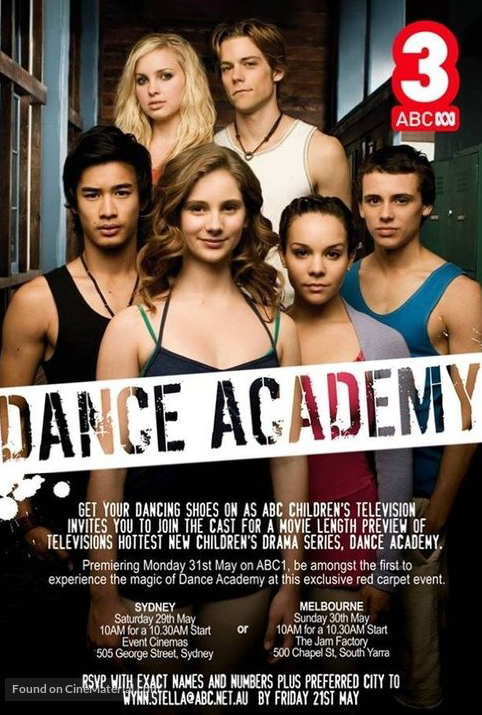 3
ABC
DANCE ACADEMY
GET YOUR DANCING SHOES ON AS ABC CHILDREN'S TELEVISION
INVITES YOU TO JOIN THE CAST FOR A MOVIE LENGTH PREVIEW OF
TELEVISIONS HOTTEST NEW CHILDREN'S DRAMA SERIES, DANCE ACADEMY.
Premiering Monday 31st May on ABC1, be amongst the first to
experience the magic of Dance Academy at this exclusive red carpet event.
SYDNEY
Saturday 29th May
10AM for a 10.30AM Start
Event Cinemas
505 George Street, Sydney
or
MELBOURNE
Sunday 30th May
10AM for a 10.30AM Start
The Jam Factory
500 Chapel St, South Yarra
RSVP WITH EXACT NAMES AND NUMBERS PLUS PREFERRED CITY TO
WYNN.STELLA@ABC.NET.AU BY FRIDAY 21ST MAY
Found on CineMaterial.com